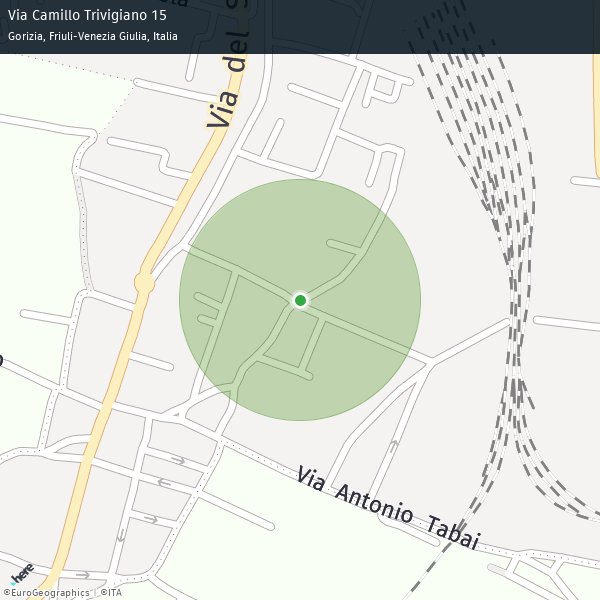 Via Camillo Trivigiano 15
Gorizia, Friuli-Venezia Giulia, Italia
Via del S
Via Antonio Tabai
here
©EuroGeographics | ©ITA